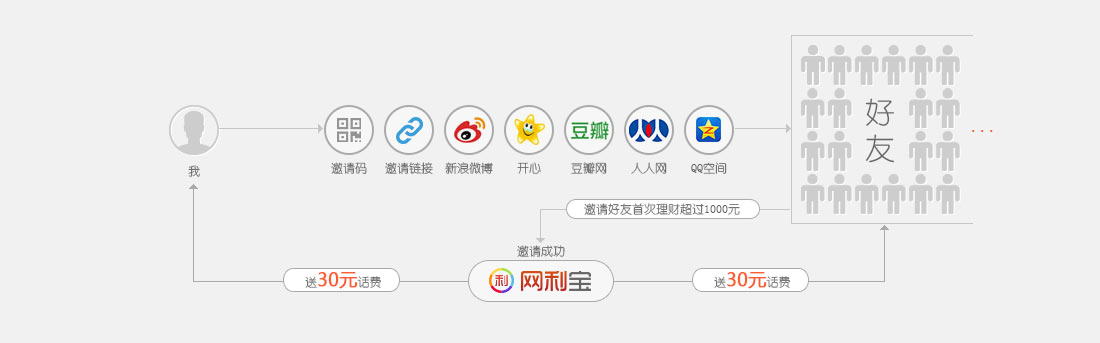 好
友
我
邀请码
邀请链接
新浪微博
开心
豆瓣
豆瓣网
人人网
QQ空间
邀请好友首次理财超过1000元
邀请成功
送30元话费
利 网利宝
送30元话费